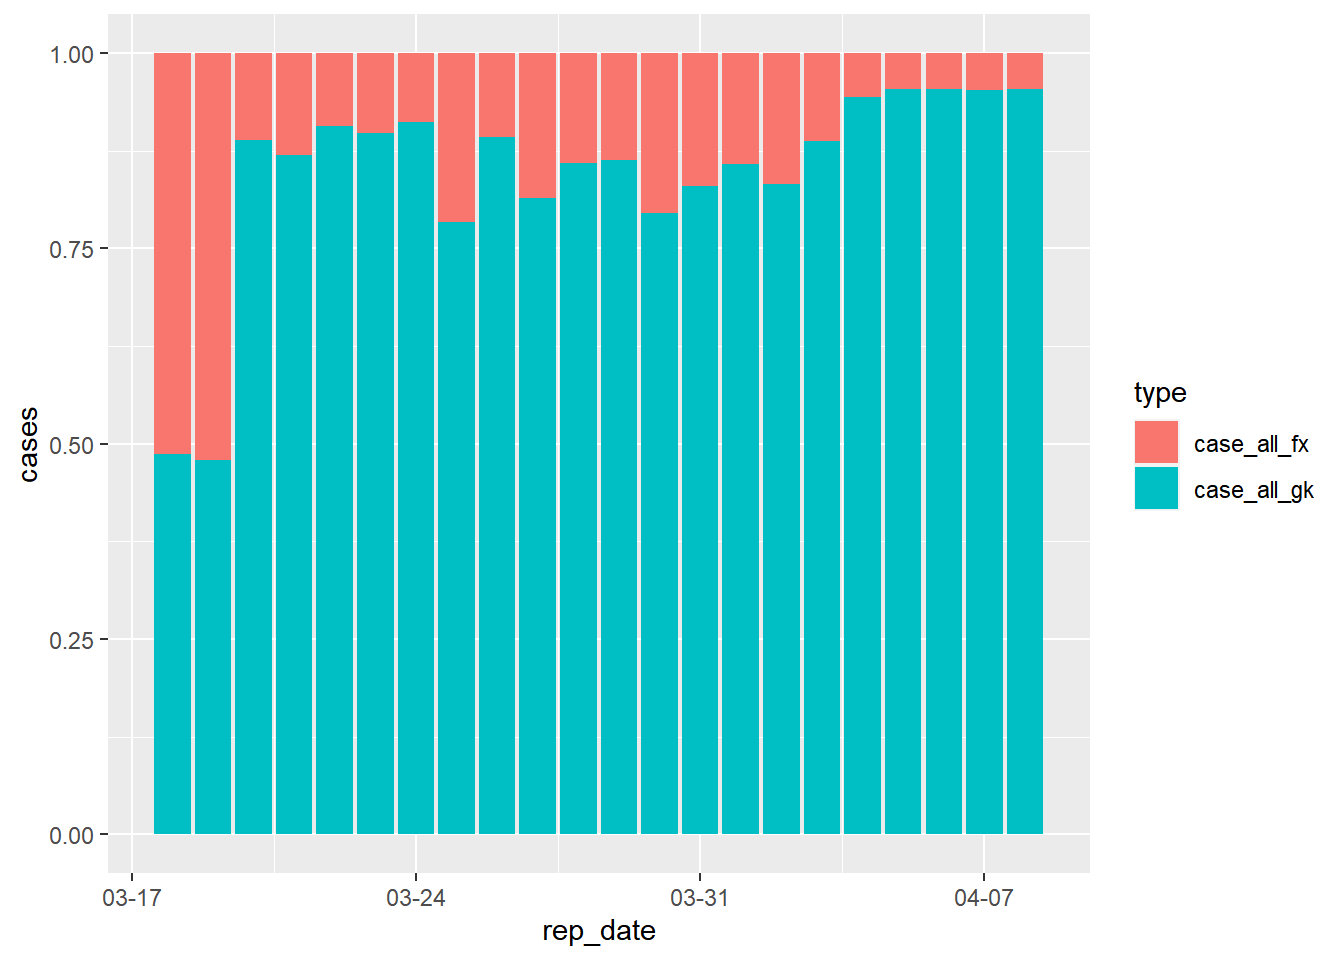 1.00
0.75
0.50
0.25
0.00
cases
03-17
03-24
03-31
04-07
rep_date
type
case_all_fx
case_all_gk